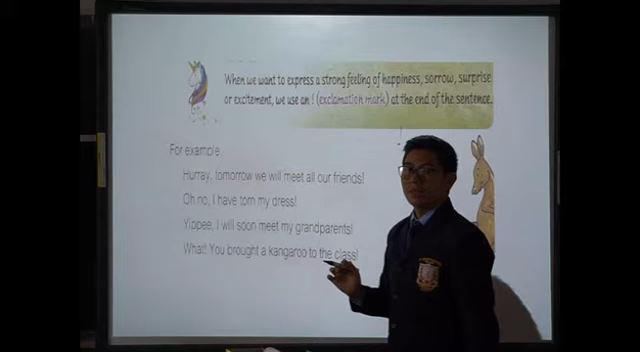 When we want to express a strong feeling of happiness, sorrow, surprise
or excitement, we use an ! (exclamation mark) at the end of the sentence.
For example
Hurray, tomorrow we will meet all our friends!
Oh no, I have torn my dress!
Yippee, I will soon meet my grandparents!
What! You brought a kangaroo to the class!